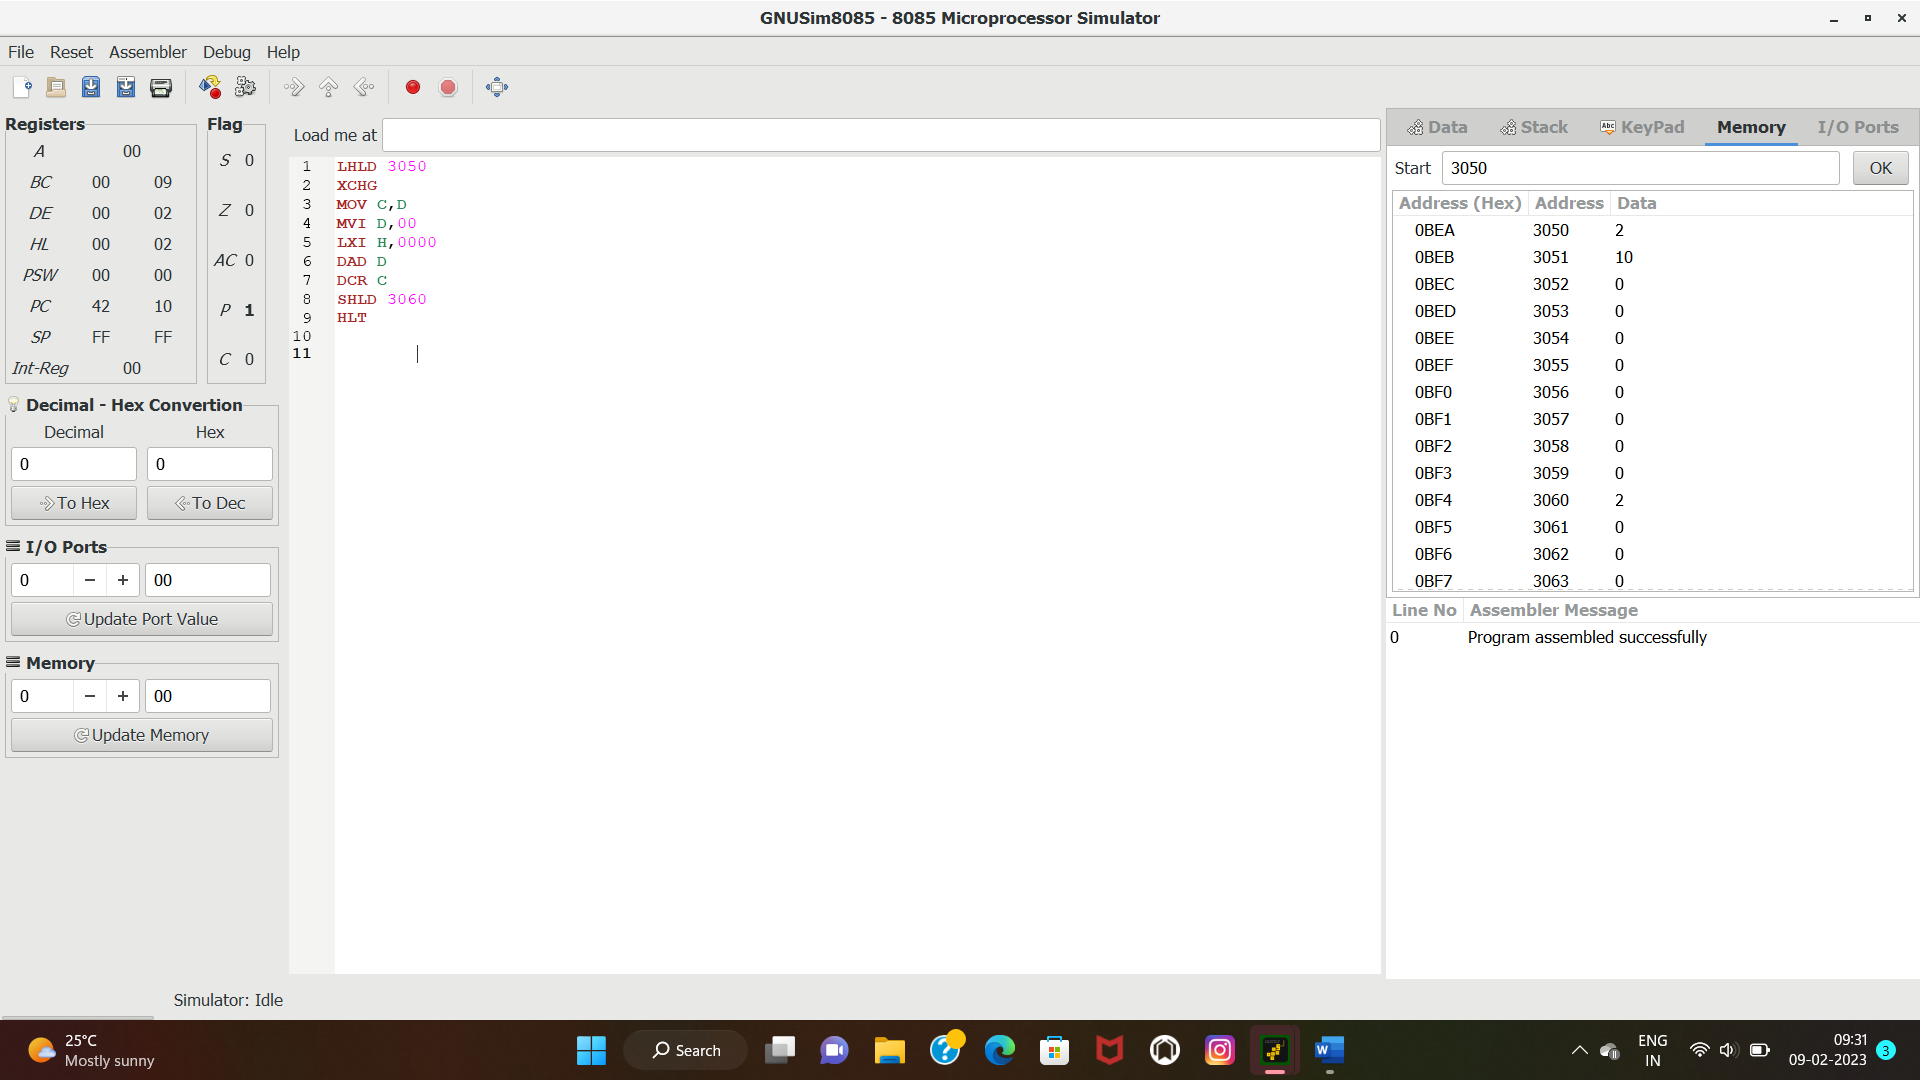 GNUSim8085 - 8085 Microprocessor Simulator
File Reset Assembler Debug Help
Registers
A 00
BC 00 09
DE 00 02
HL 00 02
PSW 00 00
PC 42 10
SP FF FF
Int-Reg 00
Flag
S 0
Z 0
AC 0
P 1
C 0
Decimal - Hex Convertion
Decimal Hex
0 0
To Hex To Dec
I/O Ports
0 00
Update Port Value
Memory
0 00
Update Memory
Load me at
1 LHLD 3050
2 XCHG
3 MOV C,D
4 MVI D,00
5 LXI H,0000
6 DAD D
7 DCR C
8 SHLD 3060
9 HLT
10
11
Data Stack Abc KeyPad Memory I/O Ports
Start 3050 OK
Address (Hex) Address Data
0BEA 3050 2
0BEB 3051 10
0BEC 3052 0
0BED 3053 0
0BEE 3054 0
0BEF 3055 0
0BF0 3056 0
0BF1 3057 0
0BF2 3058 0
0BF3 3059 0
0BF4 3060 2
0BF5 3061 0
0BF6 3062 0
0BF7 3063 0
Line No Assembler Message
0 Program assembled successfully
Simulator: Idle
25°C
Mostly sunny
Search
ENG
IN
09:31
09-02-2023
3